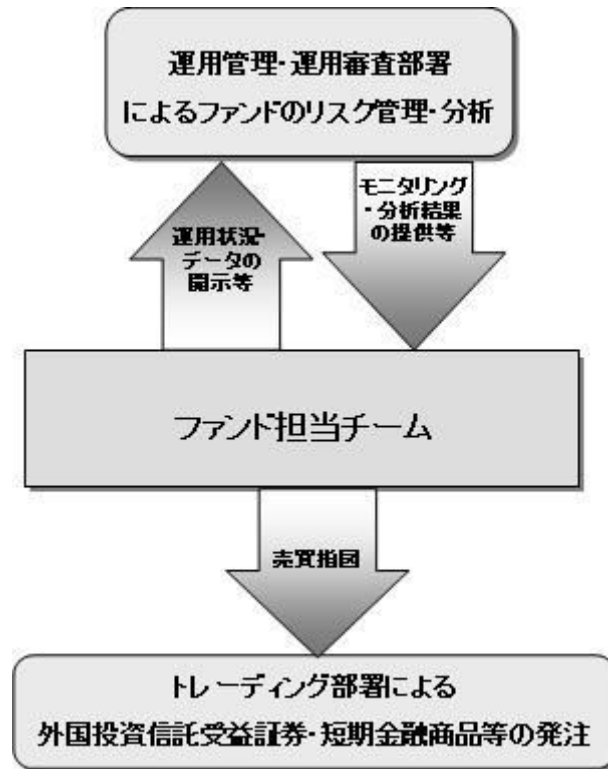 運用管理・運用審査部署
によるファンドのリスク管理・分析
運用状況・
データの
開示等
モニタリング
・分析結果
の提供等
ファンド担当チーム
売買指図
トレーディング部署による
外国投資信託受益証券・短期金融商品等の発注